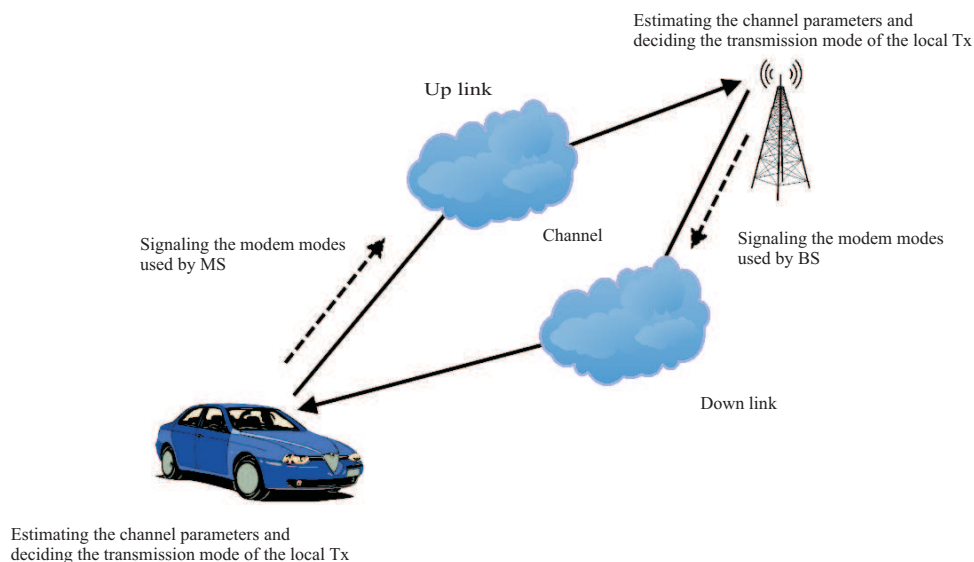 Estimating the channel parameters and
deciding the transmission mode of the local Tx
Up link
Channel
Signaling the modem modes
used by MS
Signaling the modem modes
used by BS
Down link
Estimating the channel parameters and
deciding the transmission mode of the local Tx